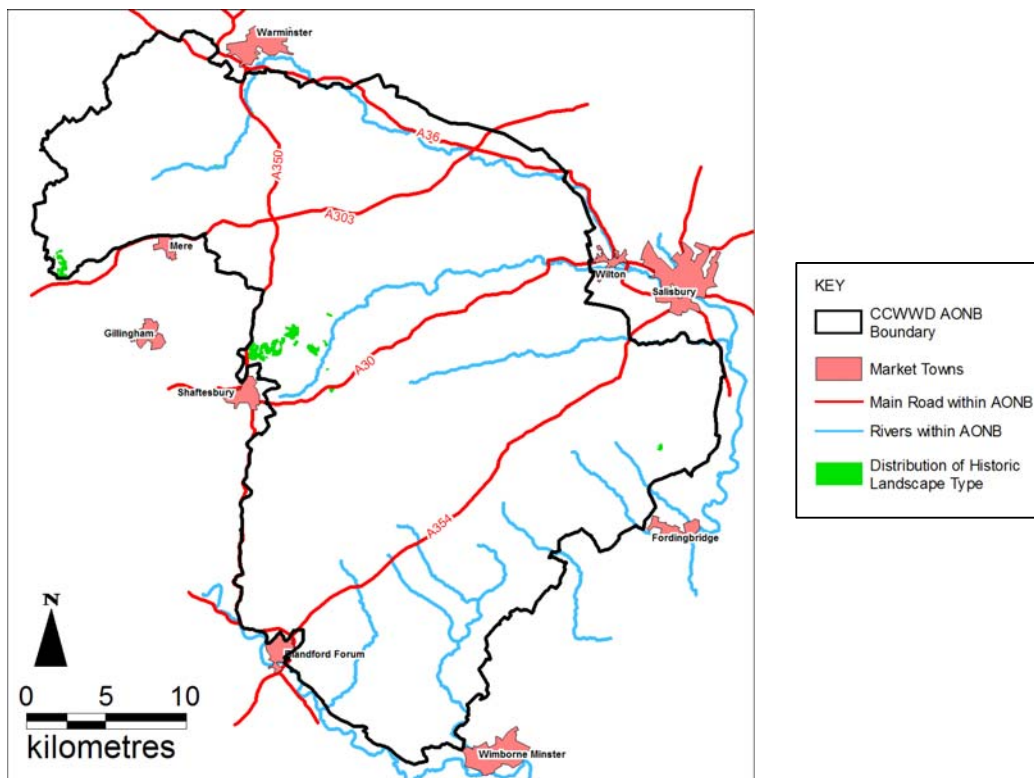 Warminster
A36
A350
A303
Mere
Wilton
Salisbury
Gillingham
A30
Shaftesbury
A354
Fordingbridge
N
Blandford Forum
0 5 10
kilometres
Wimborne Minster
KEY
CCWWD AONB
Boundary
Market Towns
Main Road within AONB
Rivers within AONB
Distribution of Historic
Landscape Type